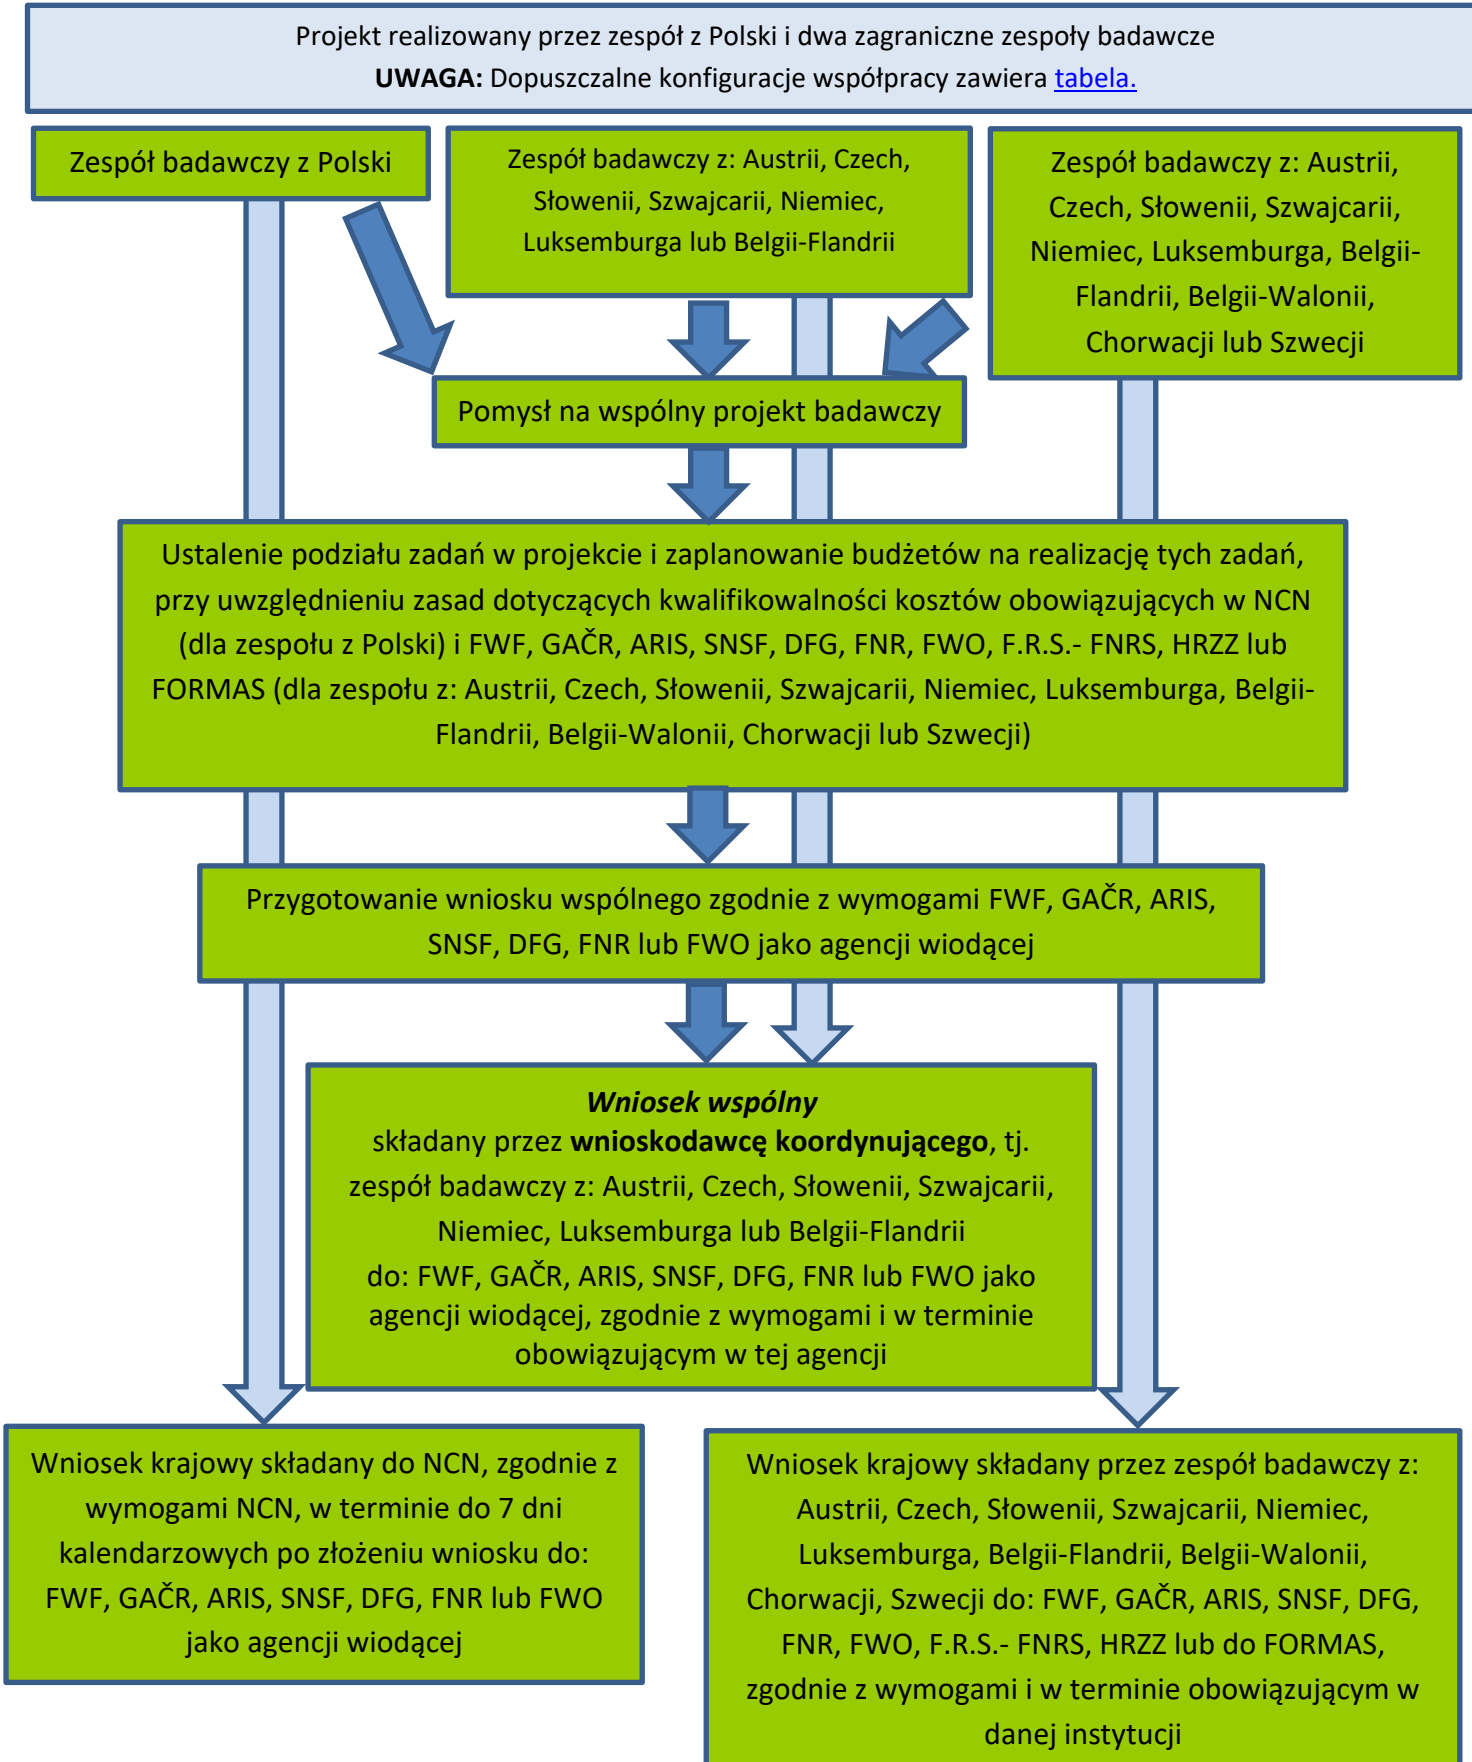 Projekt realizowany przez zespół z Polski i dwa zagraniczne zespoły badawcze
UWAGA: Dopuszczalne konfiguracje współpracy zawiera tabela.
Zespół badawczy z Polski
Zespół badawczy z: Austrii, Czech,
Słowenii, Szwajcarii, Niemiec,
Luksemburga lub Belgii-Flandrii
Zespół badawczy z: Austrii,
Czech, Słowenii, Szwajcarii,
Niemiec, Luksemburga, Belgii-
Flandrii, Belgii-Walonii,
Chorwacji lub Szwecji
Pomysł na wspólny projekt badawczy
Ustalenie podziału zadań w projekcie i zaplanowanie budżetów na realizację tych zadań,
przy uwzględnieniu zasad dotyczących kwalifikowalności kosztów obowiązujących w NCN
(dla zespołu z Polski) i FWF, GAČR, ARIS, SNSF, DFG, FNR, FWO, F.R.S.- FNRS, HRZZ lub
FORMAS (dla zespołu z: Austrii, Czech, Słowenii, Szwajcarii, Niemiec, Luksemburga, Belgii-
Flandrii, Belgii-Walonii, Chorwacji lub Szwecji)
Przygotowanie wniosku wspólnego zgodnie z wymogami FWF, GAČR, ARIS,
SNSF, DFG, FNR lub FWO jako agencji wiodącej
Wniosek wspólny
składany przez wnioskodawcę koordynującego, tj.
zespół badawczy z: Austrii, Czech, Słowenii, Szwajcarii,
Niemiec, Luksemburga lub Belgii-Flandrii
do: FWF, GAČR, ARIS, SNSF, DFG, FNR lub FWO jako
agencji wiodącej, zgodnie z wymogami i w terminie
obowiązującym w tej agencji
Wniosek krajowy składany do NCN, zgodnie z
wymogami NCN, w terminie do 7 dni
kalendarzowych po złożeniu wniosku do:
FWF, GAČR, ARIS, SNSF, DFG, FNR lub FWO
jako agencji wiodącej
Wniosek krajowy składany przez zespół badawczy z:
Austrii, Czech, Słowenii, Szwajcarii, Niemiec,
Luksemburga, Belgii-Flandrii, Belgii-Walonii,
Chorwacji, Szwecji do: FWF, GAČR, ARIS, SNSF, DFG,
FNR, FWO, F.R.S.- FNRS, HRZZ lub do FORMAS,
zgodnie z wymogami i w terminie obowiązującym w
danej instytucji